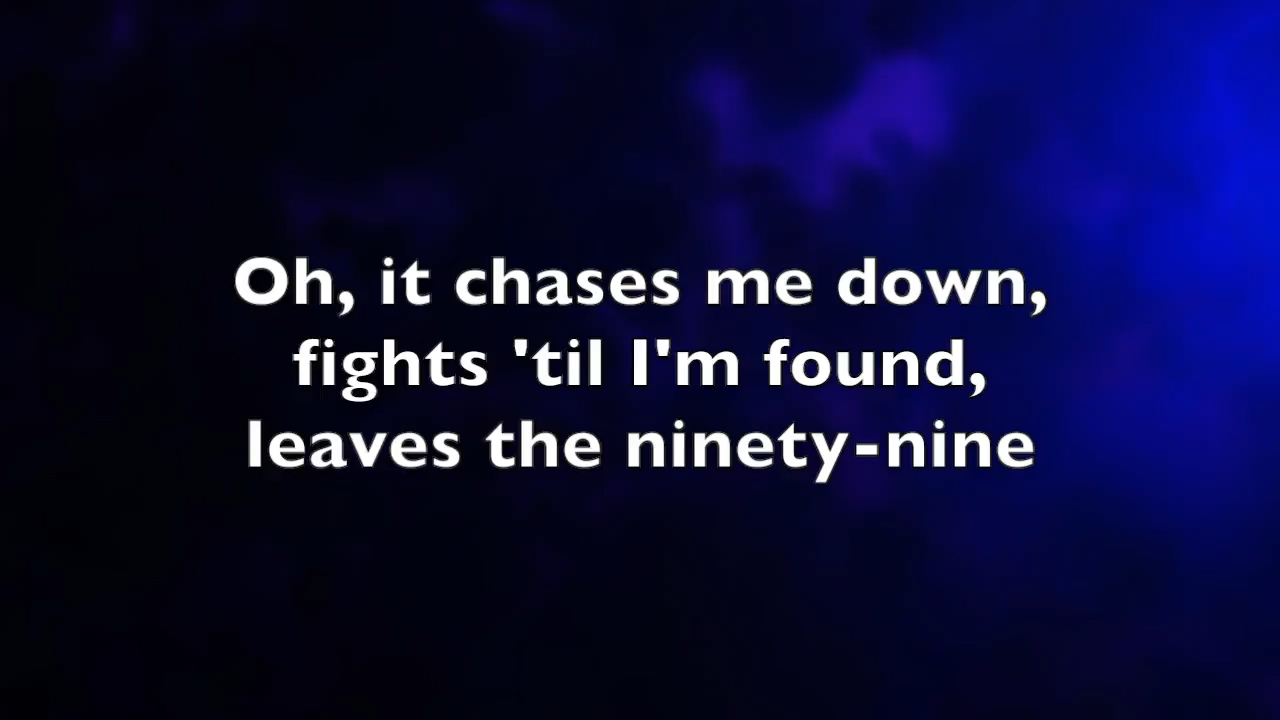 Oh, it chases me down,
fights 'til I'm found,
leaves the ninety-nine